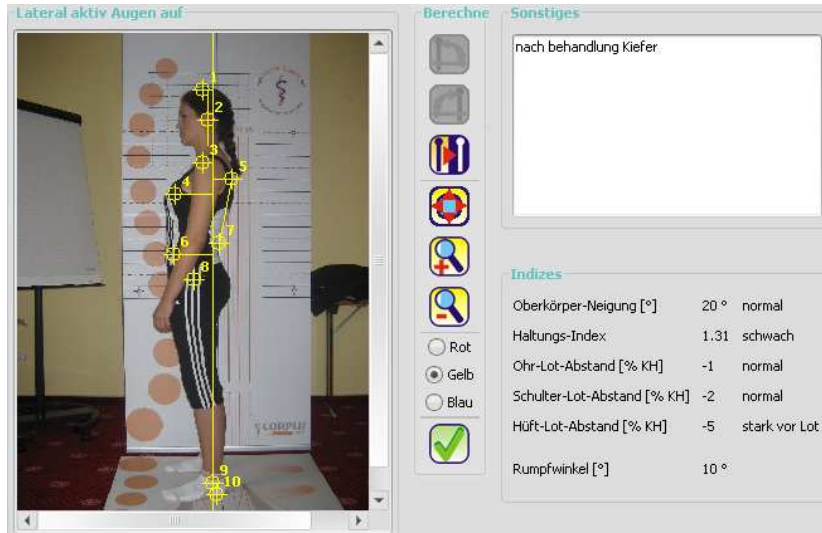 Lateral aktiv Augen auf
1
2
3
4
5
6
7
8
9
10
Berechne
Rot
Gelb
Blau
Sonstiges
nach behandlung Kiefer
Indizes
Oberkörper-Neigung [°] 20 ° normal
Haltungs-Index 1.31 schwach
Ohr-Lot-Abstand [% KH] -1 normal
Schulter-Lot-Abstand [% KH] -2 normal
Hüft-Lot-Abstand [% KH] -5 stark vor Lot
Rumpfwinkel [°] 10 °